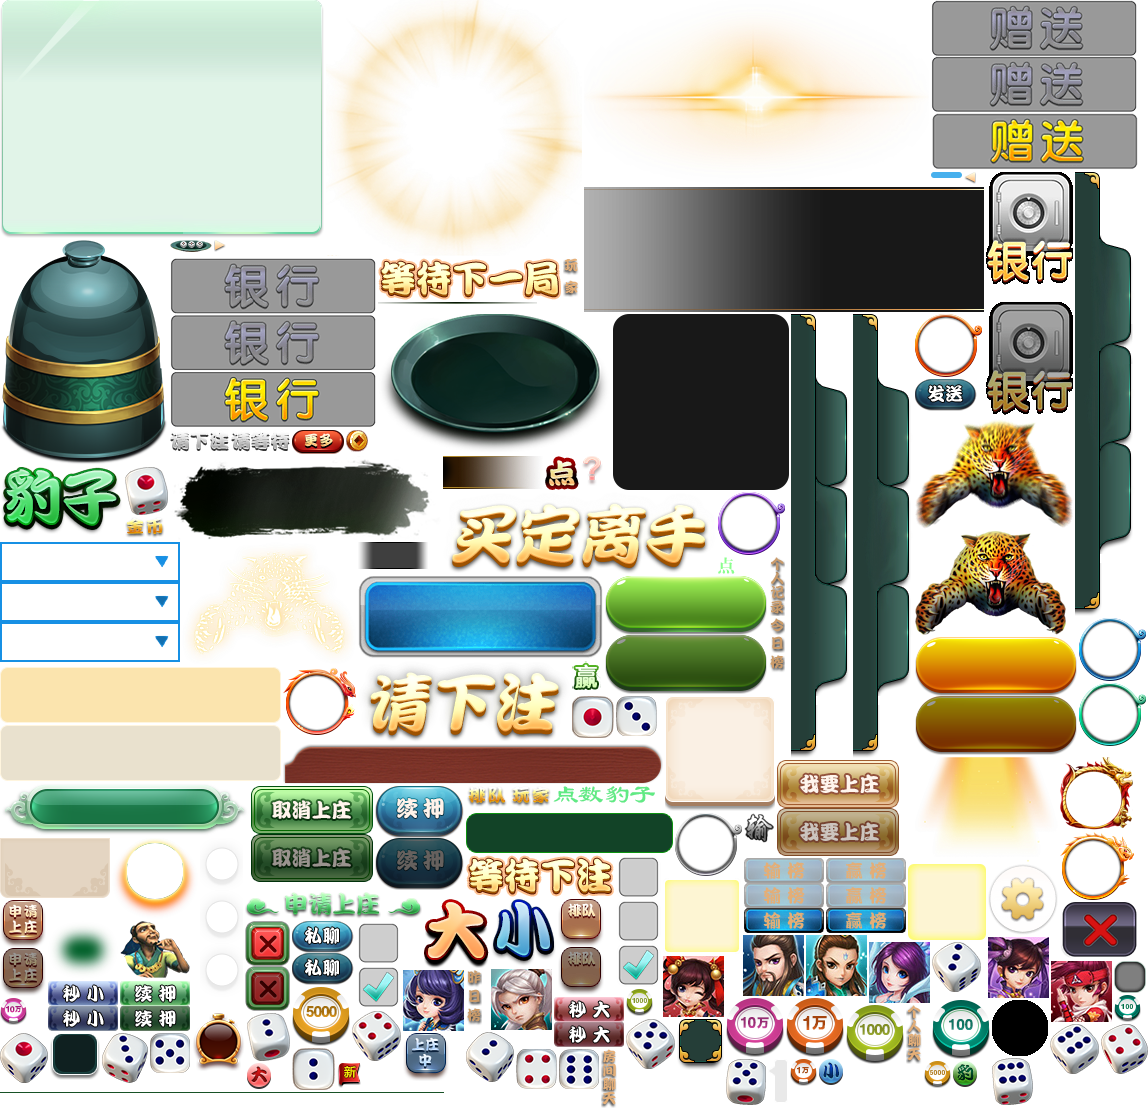 赠送
赠送
赠送
银行
银行
银行
银行
银行
等待下一局
玩家
发送
请下注
请等待
更多
豹子
金币
点
?
买定离手
点
个人记录
今日榜
请下注
赢
我要上庄
我要上庄
取消上庄
续押
排队
玩家
点数
豹子
输
取消上庄
续押
等待下注
输榜
赢榜
输榜
赢榜
输榜
赢榜
申请上庄
申请上庄
大
小
排队
私聊
私聊
申请上庄
排队
昨日榜
10万
秒小
续押
秒小
续押
5000
1000
秒大
秒大
10万
1万
1000
个人聊天
100
100
上庄中
房间聊天
大
新
1万
小
5000
豹